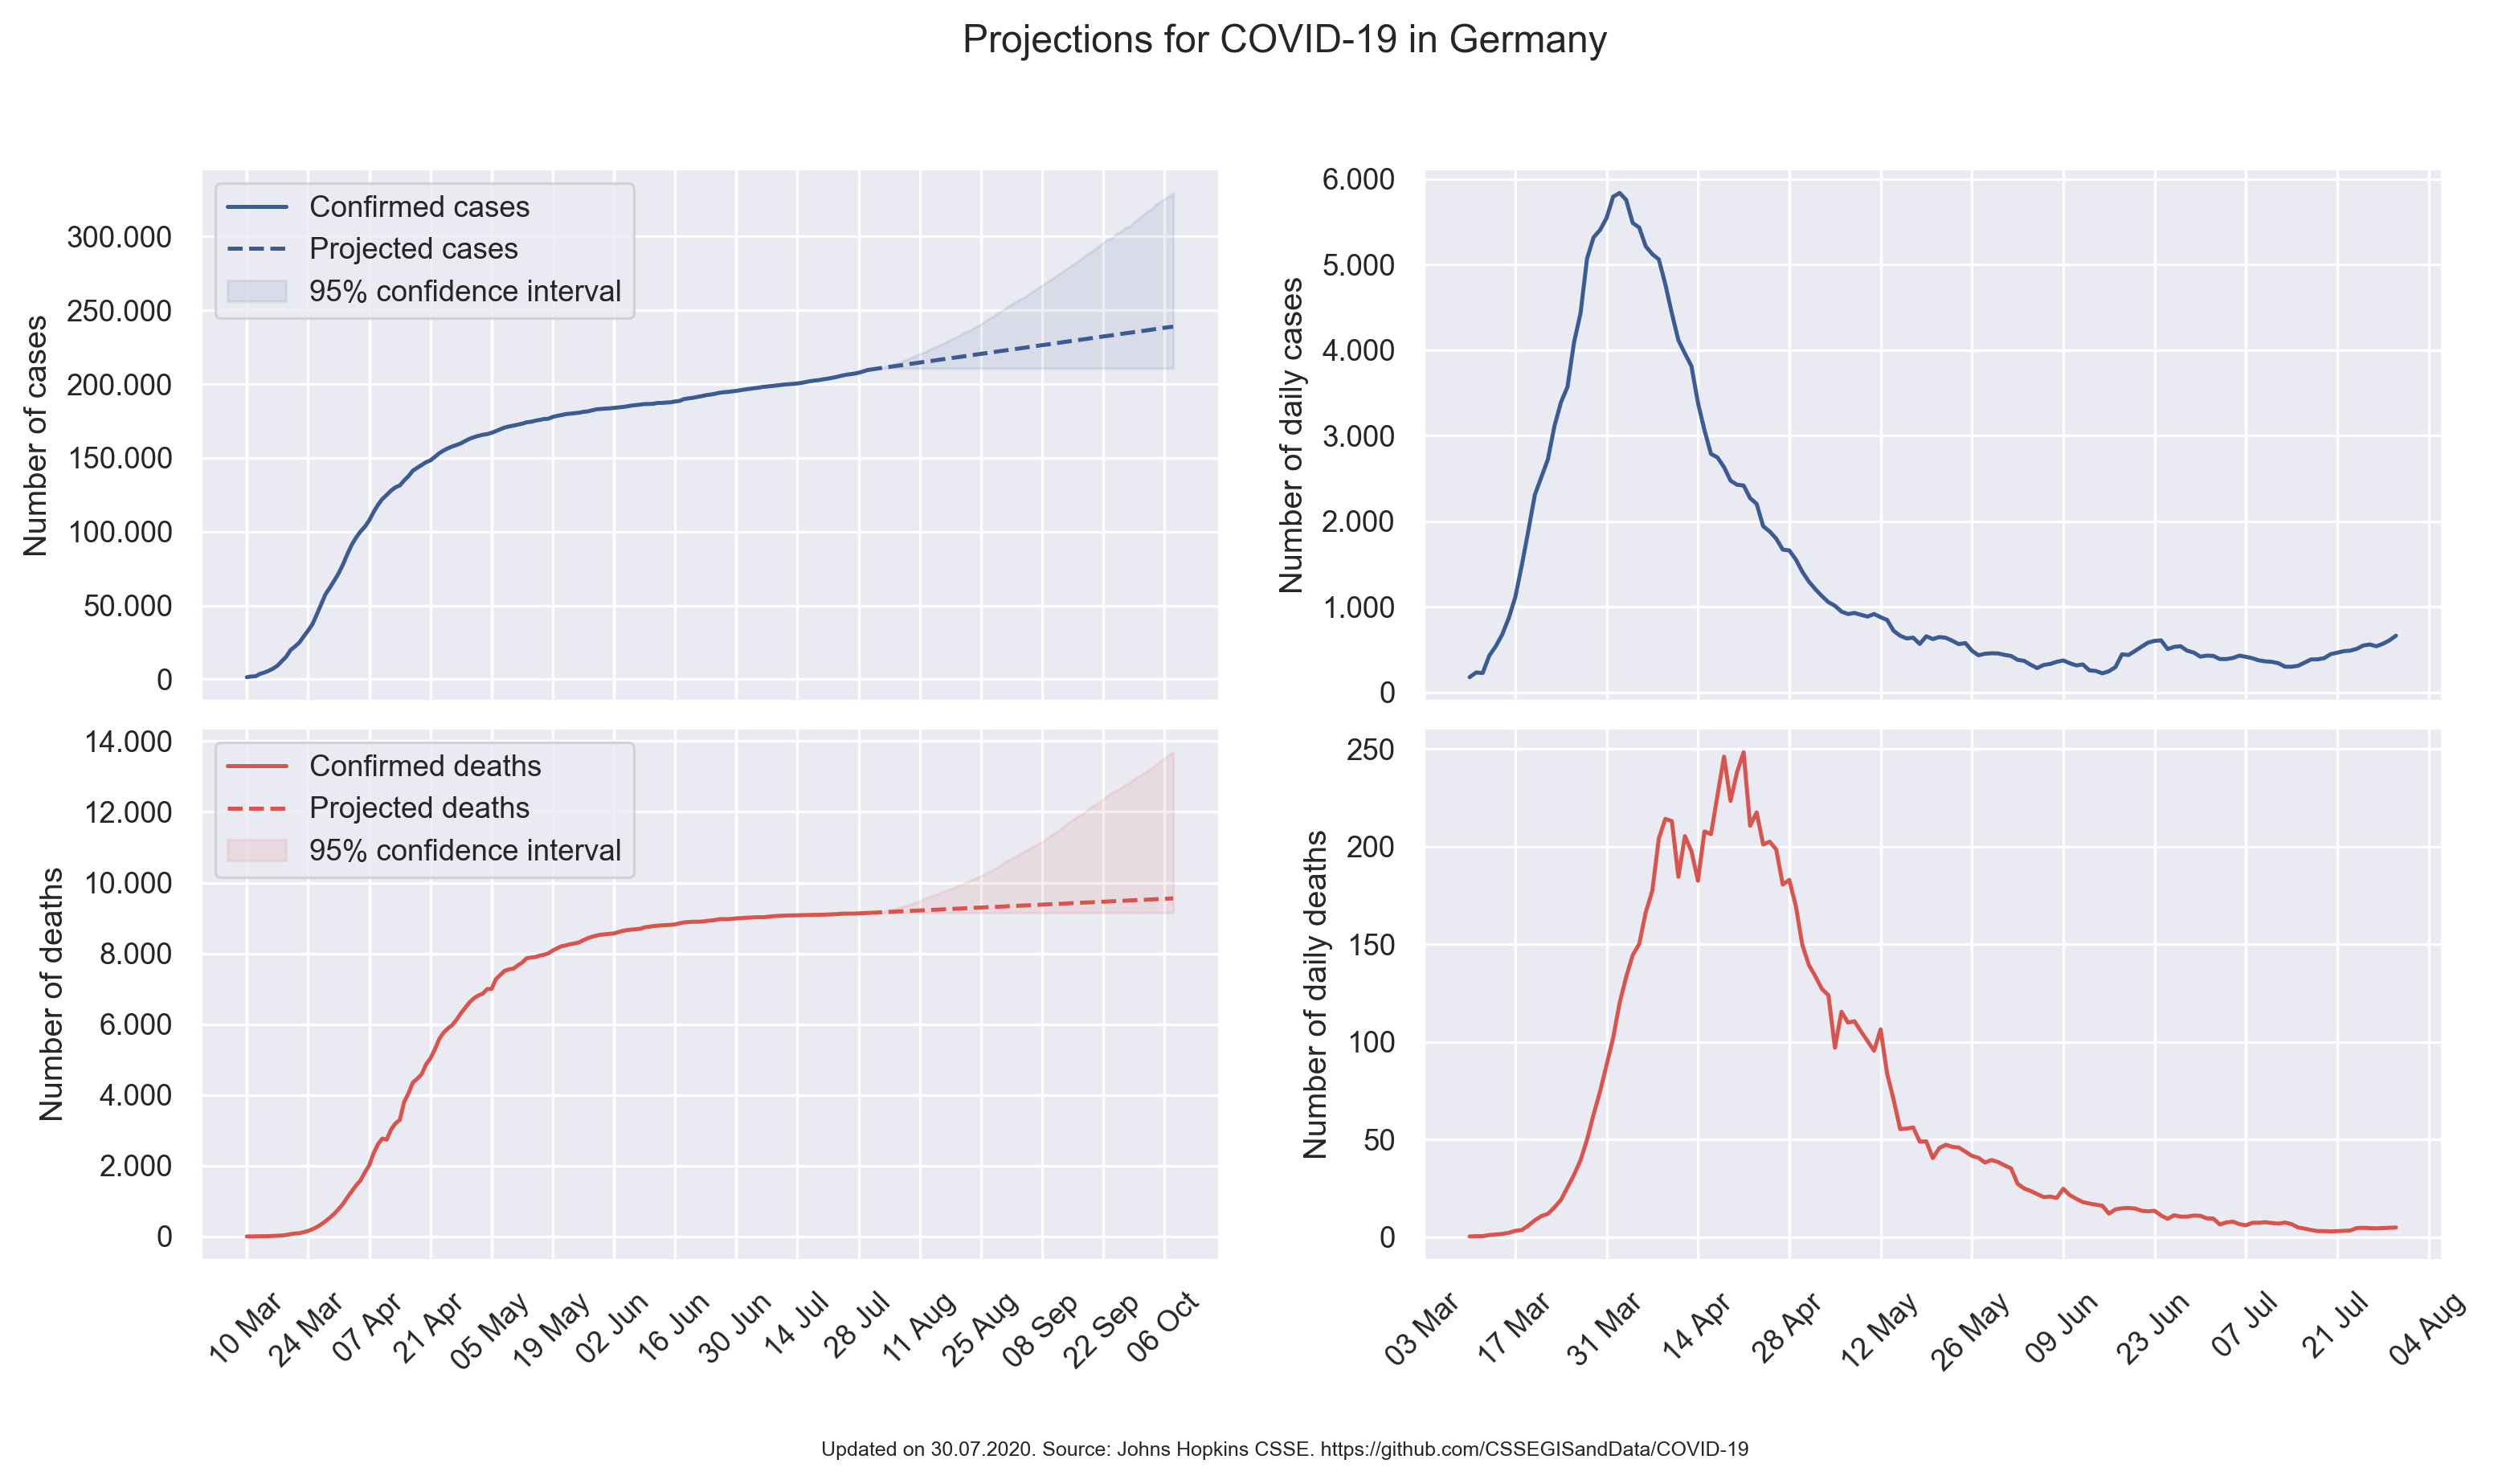 Projections for COVID-19 in Germany
Number of cases
300.000
250.000
200.000
150.000
100.000
50.000
0
Confirmed cases
Projected cases
95% confidence interval
Number of daily cases
6.000
5.000
4.000
3.000
2.000
1.000
0
Number of deaths
14.000
12.000
10.000
8.000
6.000
4.000
2.000
0
Confirmed deaths
Projected deaths
95% confidence interval
10 Mar
24 Mar
07 Apr
21 Apr
05 May
19 May
02 Jun
16 Jun
30 Jun
14 Jul
28 Jul
11 Aug
25 Aug
08 Sep
22 Sep
06 Oct
Number of daily deaths
250
200
150
100
50
0
03 Mar
17 Mar
31 Mar
14 Apr
28 Apr
12 May
26 May
09 Jun
23 Jun
07 Jul
21 Jul
04 Aug
Updated on 30.07.2020. Source: Johns Hopkins CSSE. https://github.com/CSSEGISandData/COVID-19